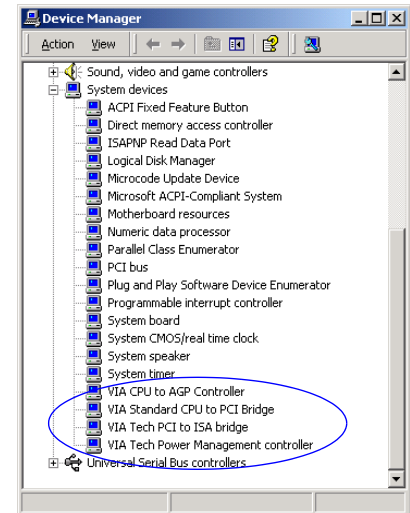 Device Manager
Action View
Sound, video and game controllers
System devices
ACPI Fixed Feature Button
Direct memory access controller
ISAPNP Read Data Port
Logical Disk Manager
Microcode Update Device
Microsoft ACPI-Compliant System
Motherboard resources
Numeric data processor
Parallel Class Enumerator
PCI bus
Plug and Play Software Device Enumerator
Programmable interrupt controller
System board
System CMOS/real time clock
System speaker
System timer
VIA CPU to AGP Controller
VIA Standard CPU to PCI Bridge
VIA Tech PCI to ISA bridge
VIA Tech Power Management controller
Universal Serial Bus controllers